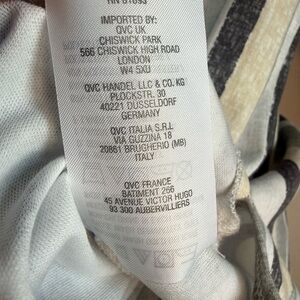 RN 81693
IMPORTED BY:
QVC UK
CHISWICK PARK
566 CHISWICK HIGH ROAD
LONDON
W4 5XU
QVC HANDEL LLC & CO. KG
PLOCKSTR. 30
40221 DUSSELDORF
GERMANY
QVC ITALIA S.R.L
VIA GUZZINA 18
20861 BRUGHERIO (MB)
ITALY
QVC FRANCE
BATIMENT 266
45 AVENUE VICTOR HUGO
93 300 AUBERVILLIERS